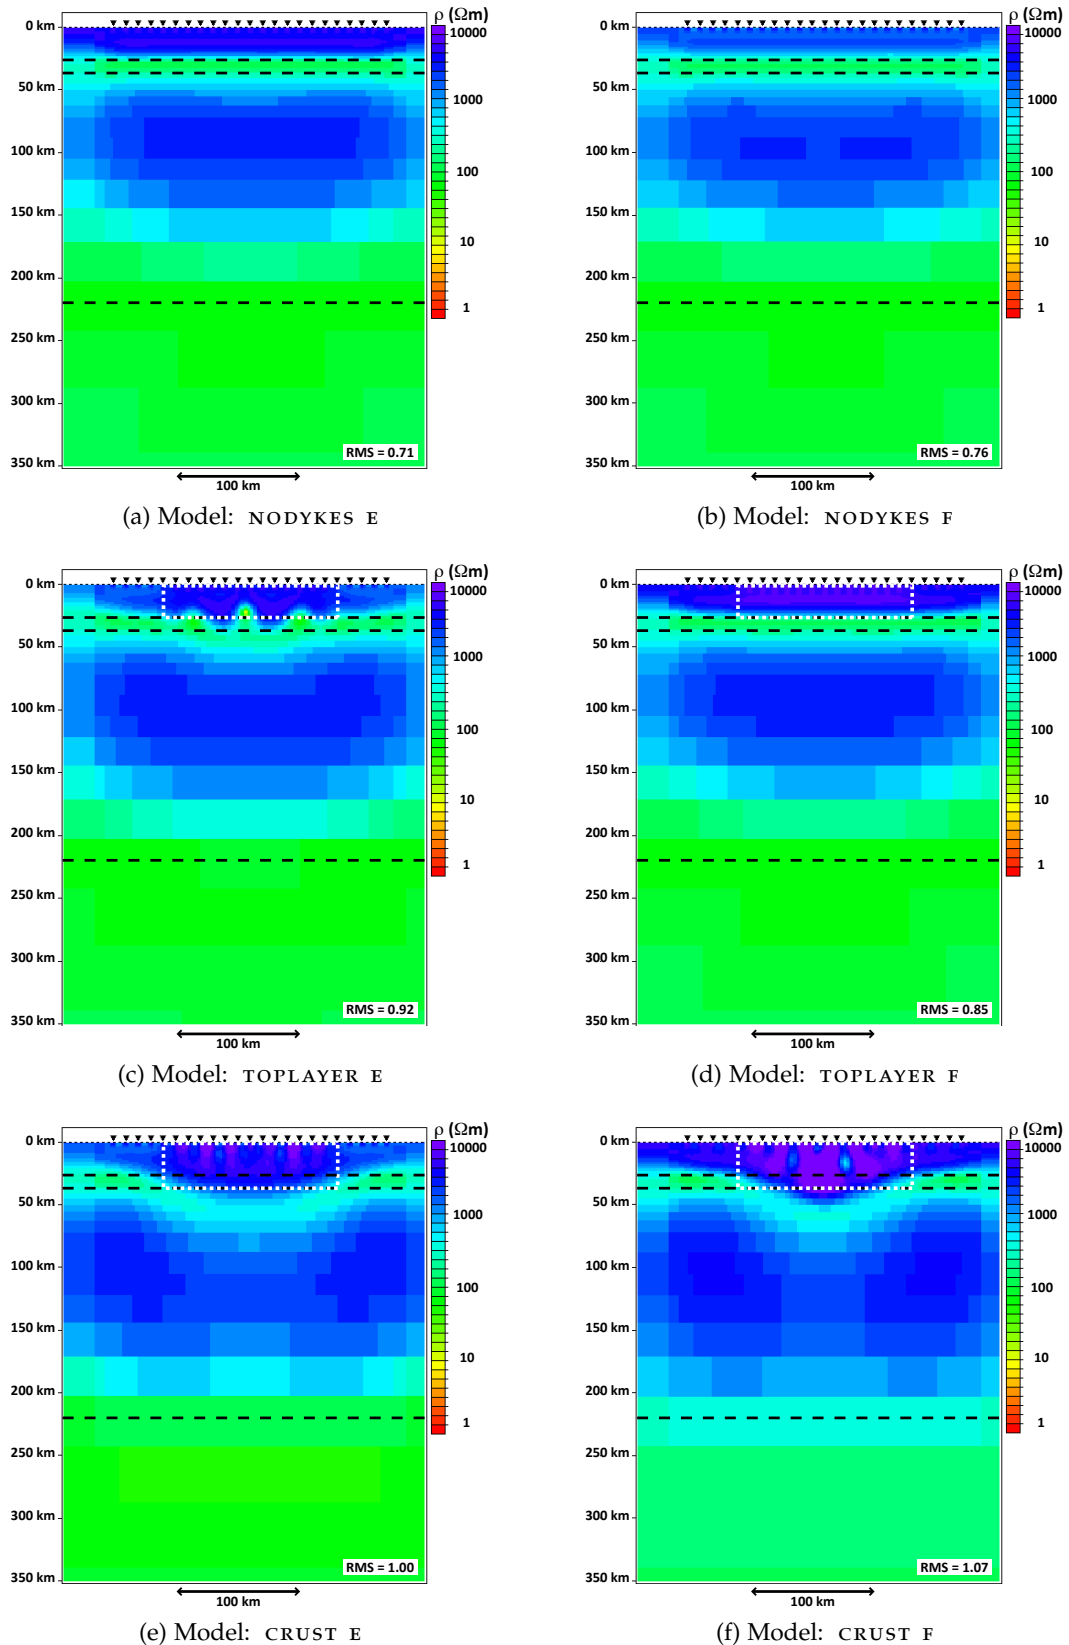 ρ (Ωm)
0 km
50 km
100 km
150 km
200 km
250 km
300 km
350 km
10000
1000
100
10
1
RMS = 0.71
100 km
(a) Model: NODYKES E
ρ (Ωm)
0 km
50 km
100 km
150 km
200 km
250 km
300 km
350 km
10000
1000
100
10
1
RMS = 0.76
100 km
(b) Model: NODYKES F
ρ (Ωm)
0 km
50 km
100 km
150 km
200 km
250 km
300 km
350 km
10000
1000
100
10
1
RMS = 0.92
100 km
(c) Model: TOPLAYER E
ρ (Ωm)
0 km
50 km
100 km
150 km
200 km
250 km
300 km
350 km
10000
1000
100
10
1
RMS = 0.85
100 km
(d) Model: TOPLAYER F
ρ (Ωm)
0 km
50 km
100 km
150 km
200 km
250 km
300 km
350 km
10000
1000
100
10
1
RMS = 1.00
100 km
(e) Model: CRUST E
ρ (Ωm)
0 km
50 km
100 km
150 km
200 km
250 km
300 km
350 km
10000
1000
100
10
1
RMS = 1.07
100 km
(f) Model: CRUST F